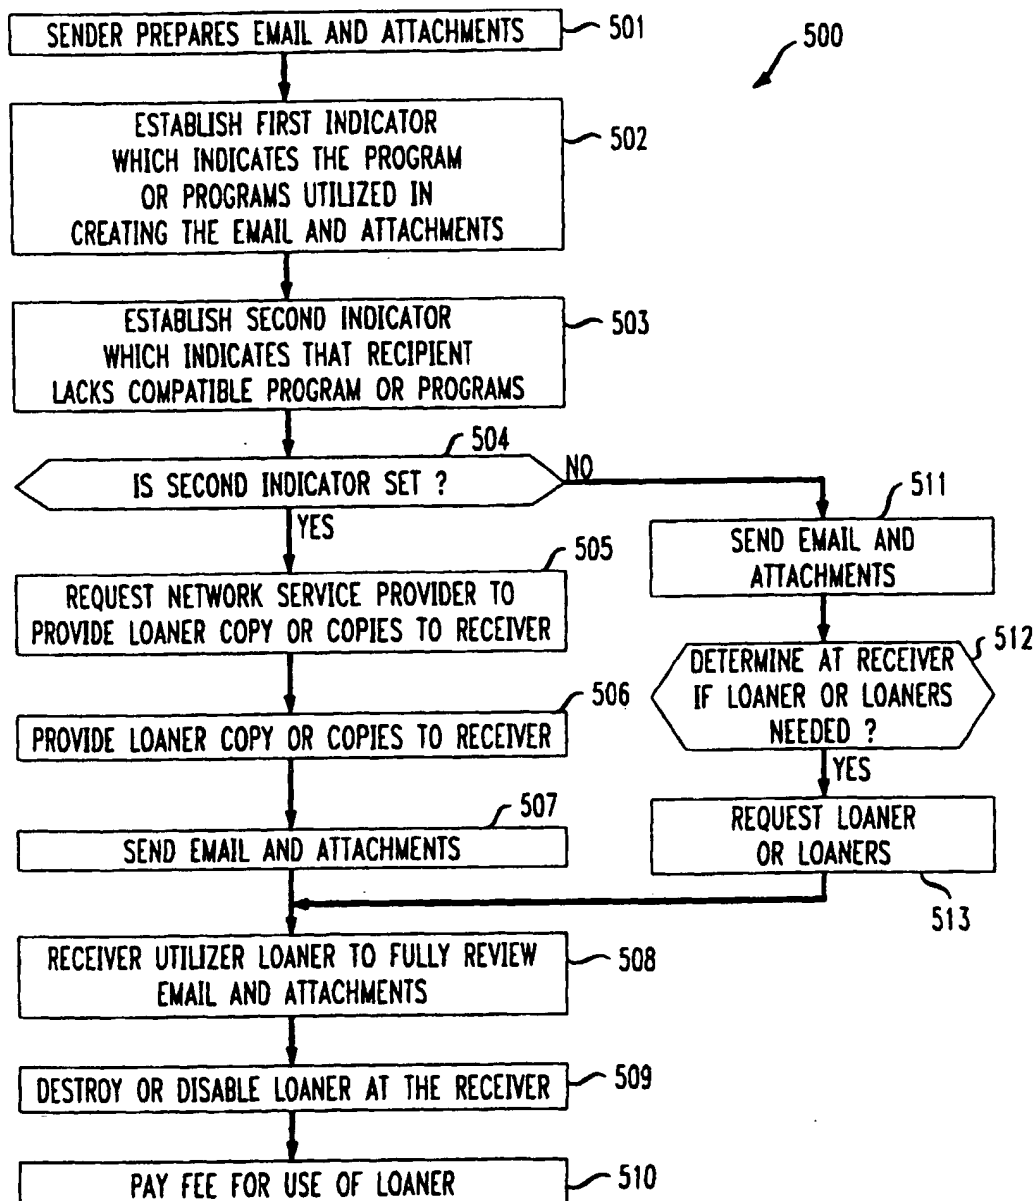 SENDER PREPARES EMAIL AND ATTACHMENTS
501
500
ESTABLISH FIRST INDICATOR
WHICH INDICATES THE PROGRAM
OR PROGRAMS UTILIZED IN
CREATING THE EMAIL AND ATTACHMENTS
502
ESTABLISH SECOND INDICATOR
WHICH INDICATES THAT RECIPIENT
LACKS COMPATIBLE PROGRAM OR PROGRAMS
503
504
IS SECOND INDICATOR SET ?
NO
YES
505
REQUEST NETWORK SERVICE PROVIDER TO
PROVIDE LOANER COPY OR COPIES TO RECEIVER
506
PROVIDE LOANER COPY OR COPIES TO RECEIVER
507
SEND EMAIL AND ATTACHMENTS
511
SEND EMAIL AND
ATTACHMENTS
512
DETERMINE AT RECEIVER
IF LOANER OR LOANERS
NEEDED ?
YES
REQUEST LOANER
OR LOANERS
513
RECEIVER UTILIZER LOANER TO FULLY REVIEW
EMAIL AND ATTACHMENTS
508
DESTROY OR DISABLE LOANER AT THE RECEIVER
509
PAY FEE FOR USE OF LOANER
510